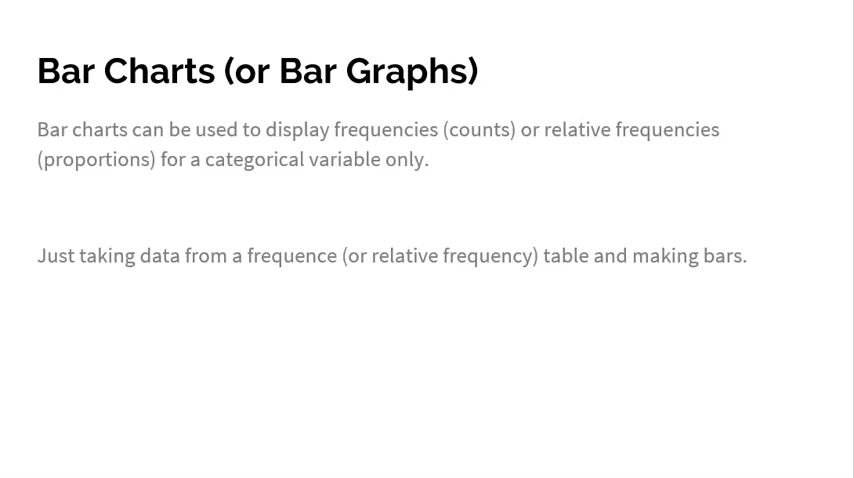 Bar Charts (or Bar Graphs)
Bar charts can be used to display frequencies (counts) or relative frequencies
(proportions) for a categorical variable only.
Just taking data from a frequence (or relative frequency) table and making bars.